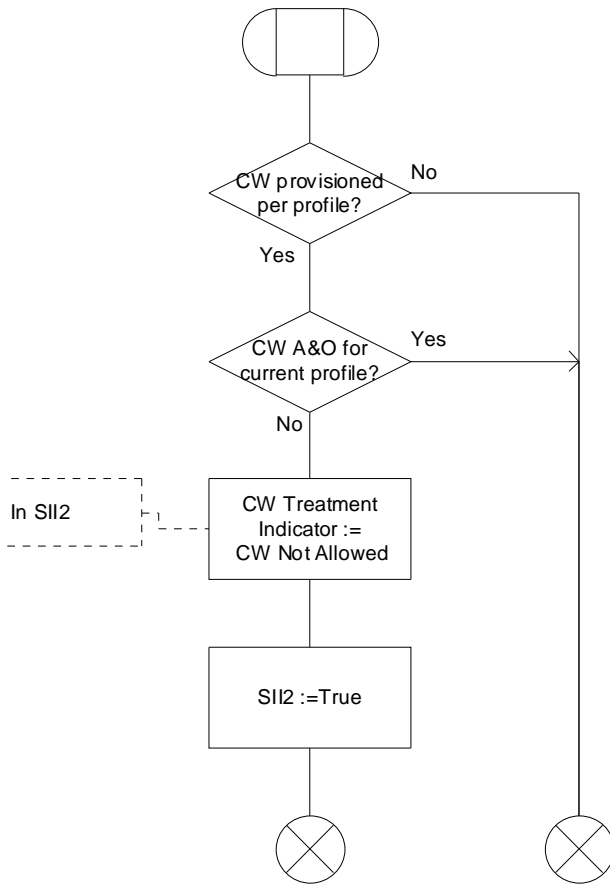 CW provisioned
per profile?
No
Yes
CW A&O for
current profile?
Yes
No
In SII2
CW Treatment
Indicator :=
CW Not Allowed
SII2 :=True